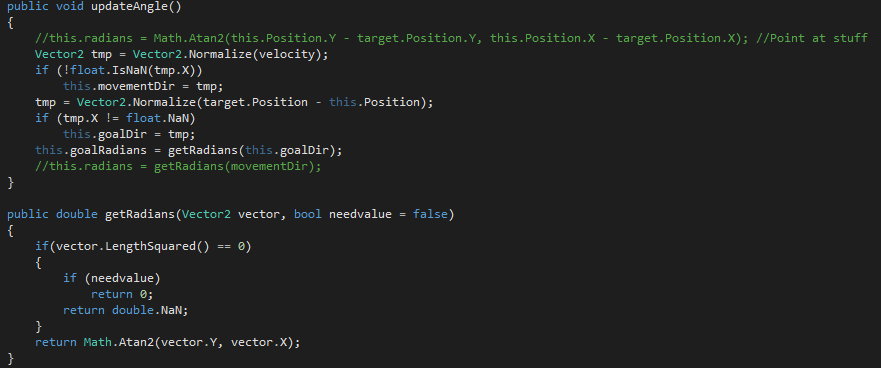 public void updateAngle()
{
    //this.radians = Math.Atan2(this.Position.Y - target.Position.Y, this.Position.X - target.Position.X); //Point at stuff
    Vector2 tmp = Vector2.Normalize(velocity);
    if (!float.IsNaN(tmp.X))
        this.movementDir = tmp;
    tmp = Vector2.Normalize(target.Position - this.Position);
    if (tmp.X != float.NaN)
        this.goalDir = tmp;
    this.goalRadians = getRadians(this.goalDir);
    //this.radians = getRadians(movementDir);
}

public double getRadians(Vector2 vector, bool needvalue = false)
{
    if(vector.LengthSquared() == 0)
    {
        if (needvalue)
            return 0;
        return double.NaN;
    }
    return Math.Atan2(vector.Y, vector.X);
}